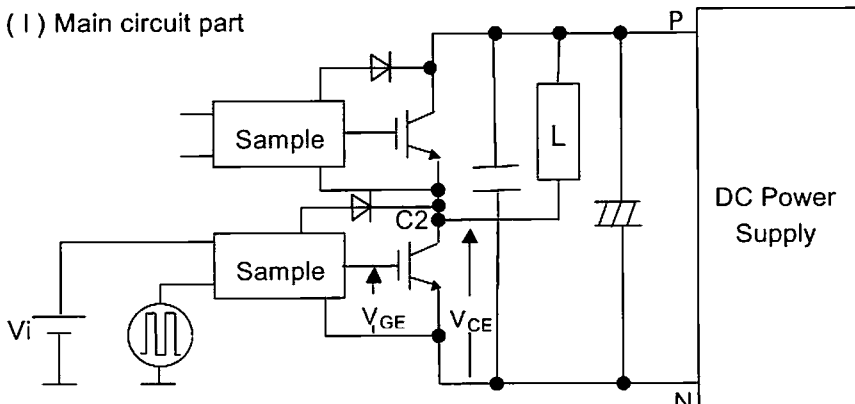 ( I ) Main circuit part
P
Sample
L
DC Power
Supply
C2
Sample
Vi
VGE
VCE
N